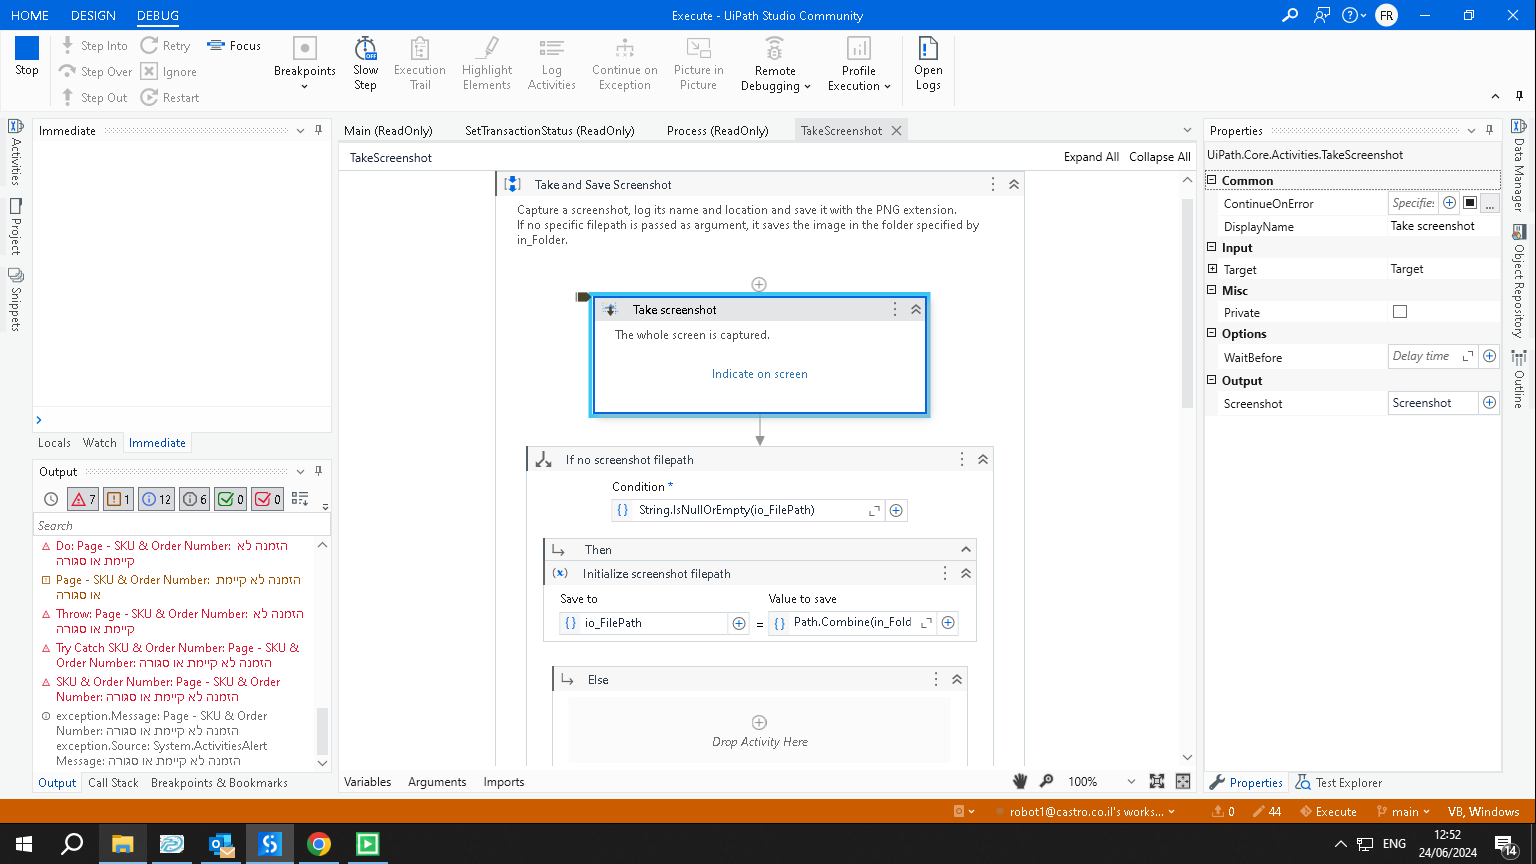 HOME DESIGN DEBUG
Execute - UiPath Studio Community
FR
Stop
Step Into
Step Over
Step Out
Retry
Ignore
Restart
Focus
Breakpoints
Slow
Step
Execution
Trail
Highlight
Elements
Log
Activities
Continue on
Exception
Picture in
Picture
Remote
Debugging
Profile
Execution
Open
Logs
Activities
Project
Snippets
Immediate
Locals Watch Immediate
Output
7 1 12 6 0 0
Search
Do: Page - SKU & Order Number: הזמנה לא
קיימת או סגורה
Page - SKU & Order Number: הזמנה לא קיימת
או סגורה
Throw: Page - SKU & Order Number: הזמנה לא
קיימת או סגורה
Try Catch SKU & Order Number: Page - SKU &
Order Number: הזמנה לא קיימת או סגורה
SKU & Order Number: Page - SKU & Order
Number: הזמנה לא קיימת או סגורה
exception.Message: Page - SKU & Order
Number: הזמנה לא קיימת או סגורה
exception.Source: System.ActivitiesAlert
Message: הזמנה לא קיימת או סגורה
Output Call Stack Breakpoints & Bookmarks
Main (ReadOnly) SetTransactionStatus (ReadOnly) Process (ReadOnly) TakeScreenshot
TakeScreenshot
Expand All Collapse All
Take and Save Screenshot
Capture a screenshot, log its name and location and save it with the PNG extension.
If no specific filepath is passed as argument, it saves the image in the folder specified by
in_Folder.
Take screenshot
The whole screen is captured.
Indicate on screen
If no screenshot filepath
Condition *
{} String.IsNullOrEmpty(io_FilePath)
Then
(x) Initialize screenshot filepath
Save to
Value to save
{} io_FilePath
=
{} Path.Combine(in_Fold
Else
Drop Activity Here
Variables Arguments Imports
100%
Properties
UiPath.Core.Activities.TakeScreenshot
Common
ContinueOnError Specifies ...
DisplayName Take screenshot
Input
Target Target
Misc
Private
Options
WaitBefore Delay time
Output
Screenshot Screenshot
Properties Test Explorer
Data Manager
Object Repository
Outline
robot1@castro.co.il's works...
0
44
Execute
main
VB, Windows
ENG
12:52
24/06/2024
14